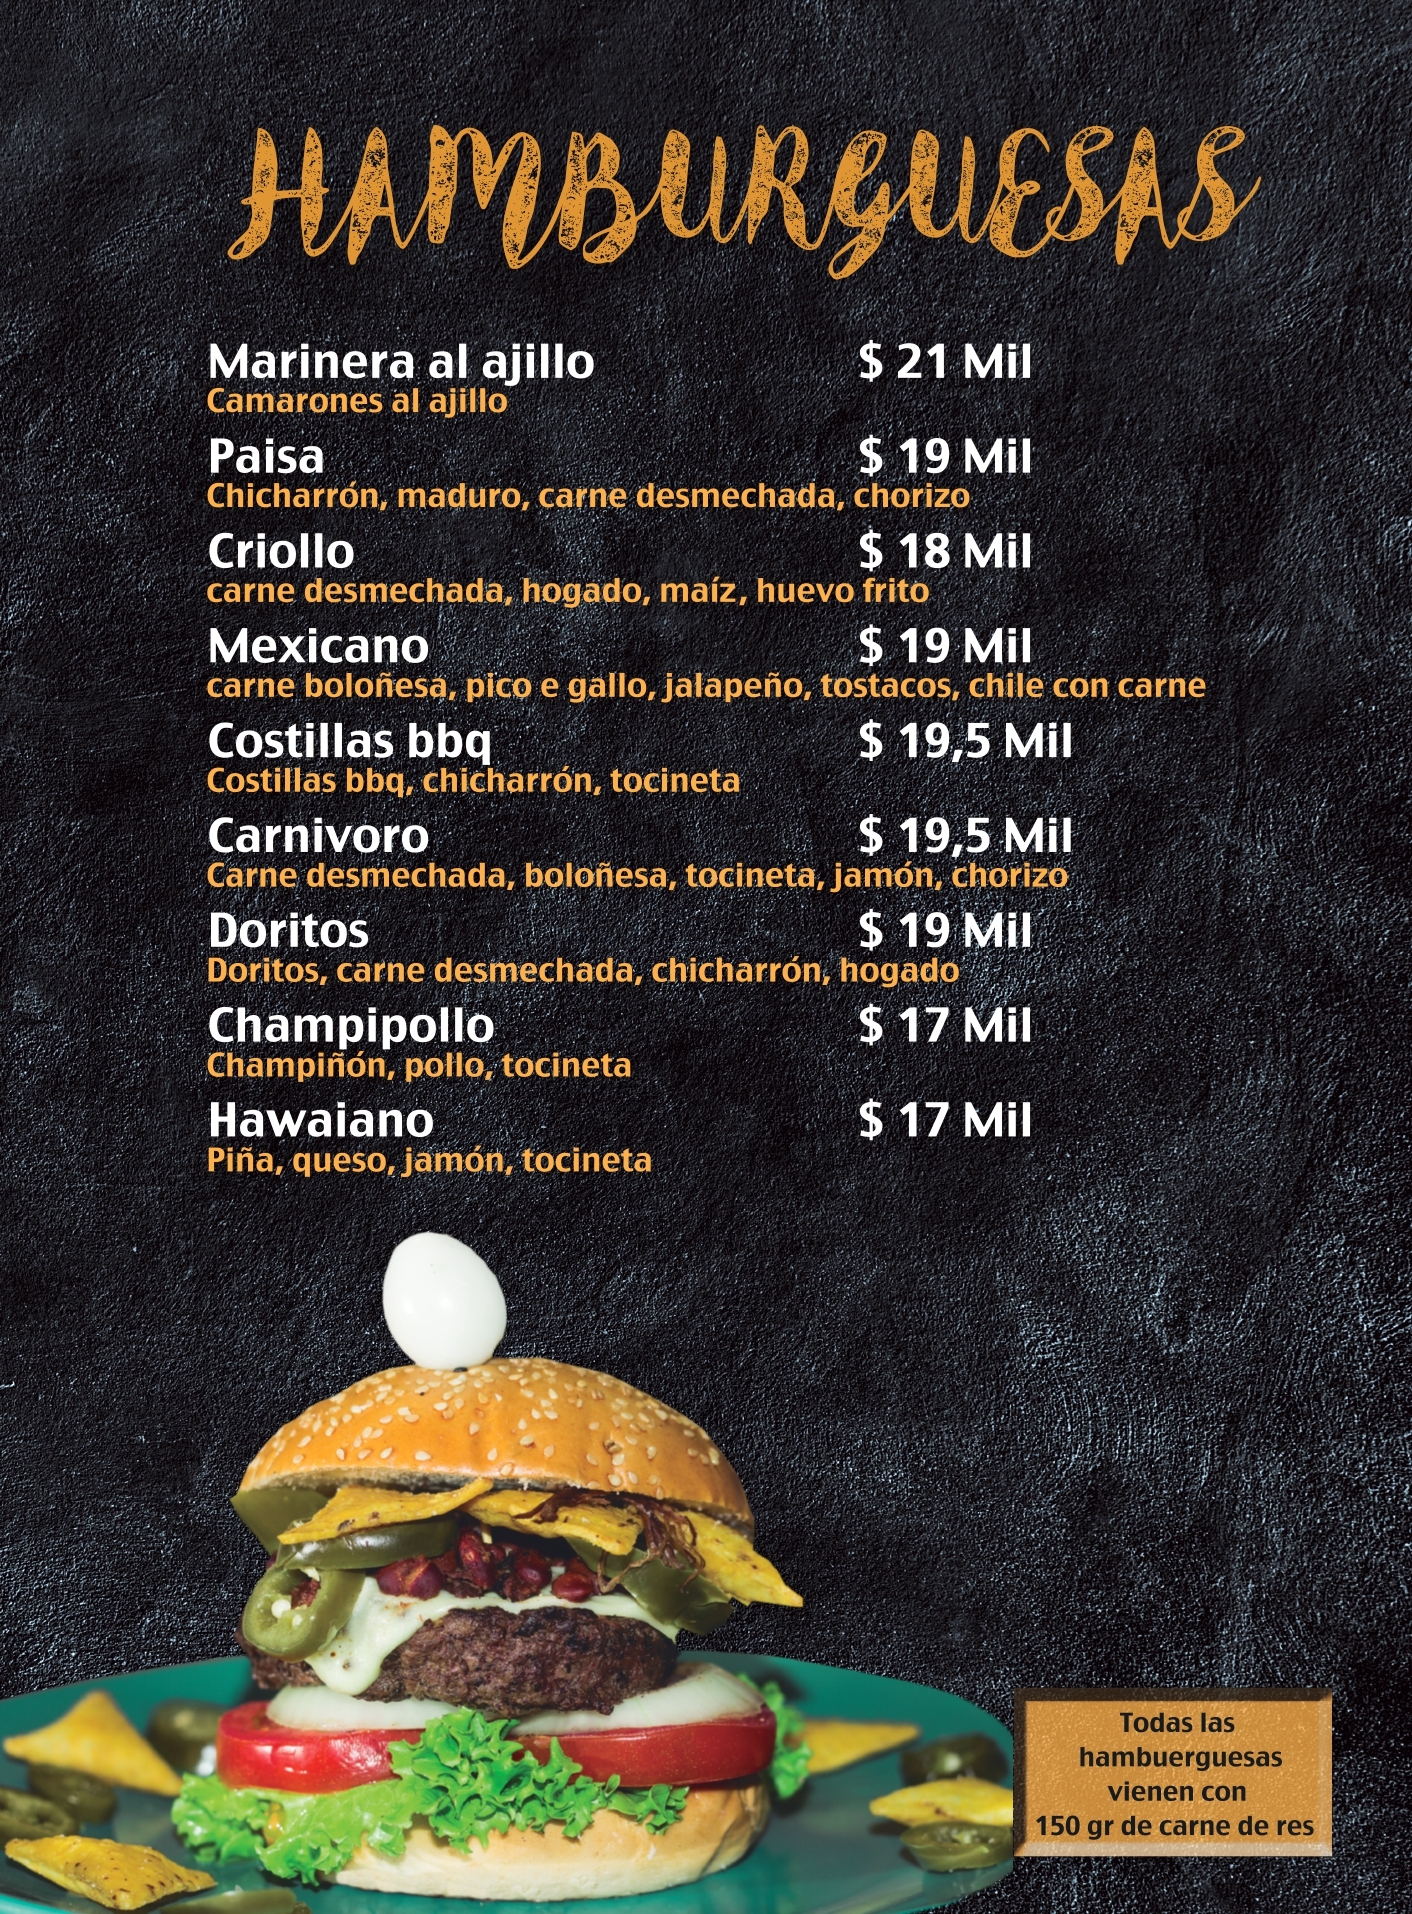 HAMBURGUESAS
Marinera al ajillo $ 21 Mil
Camarones al ajillo
Paisa $ 19 Mil
Chicharrón, maduro, carne desmechada, chorizo
Criollo $ 18 Mil
carne desmechada, hogado, maíz, huevo frito
Mexicano $ 19 Mil
carne boloñesa, pico e gallo, jalapeño, tostacos, chile con carne
Costillas bbq $ 19,5 Mil
Costillas bbq, chicharrón, tocineta
Carnivoro $ 19,5 Mil
Carne desmechada, boloñesa, tocineta, jamón, chorizo
Doritos $ 19 Mil
Doritos, carne desmechada, chicharrón, hogado
Champipollo $ 17 Mil
Champiñón, pollo, tocineta
Hawaiano $ 17 Mil
Piña, queso, jamón, tocineta
Todas las
hambuerguesas
vienen con
150 gr de carne de res